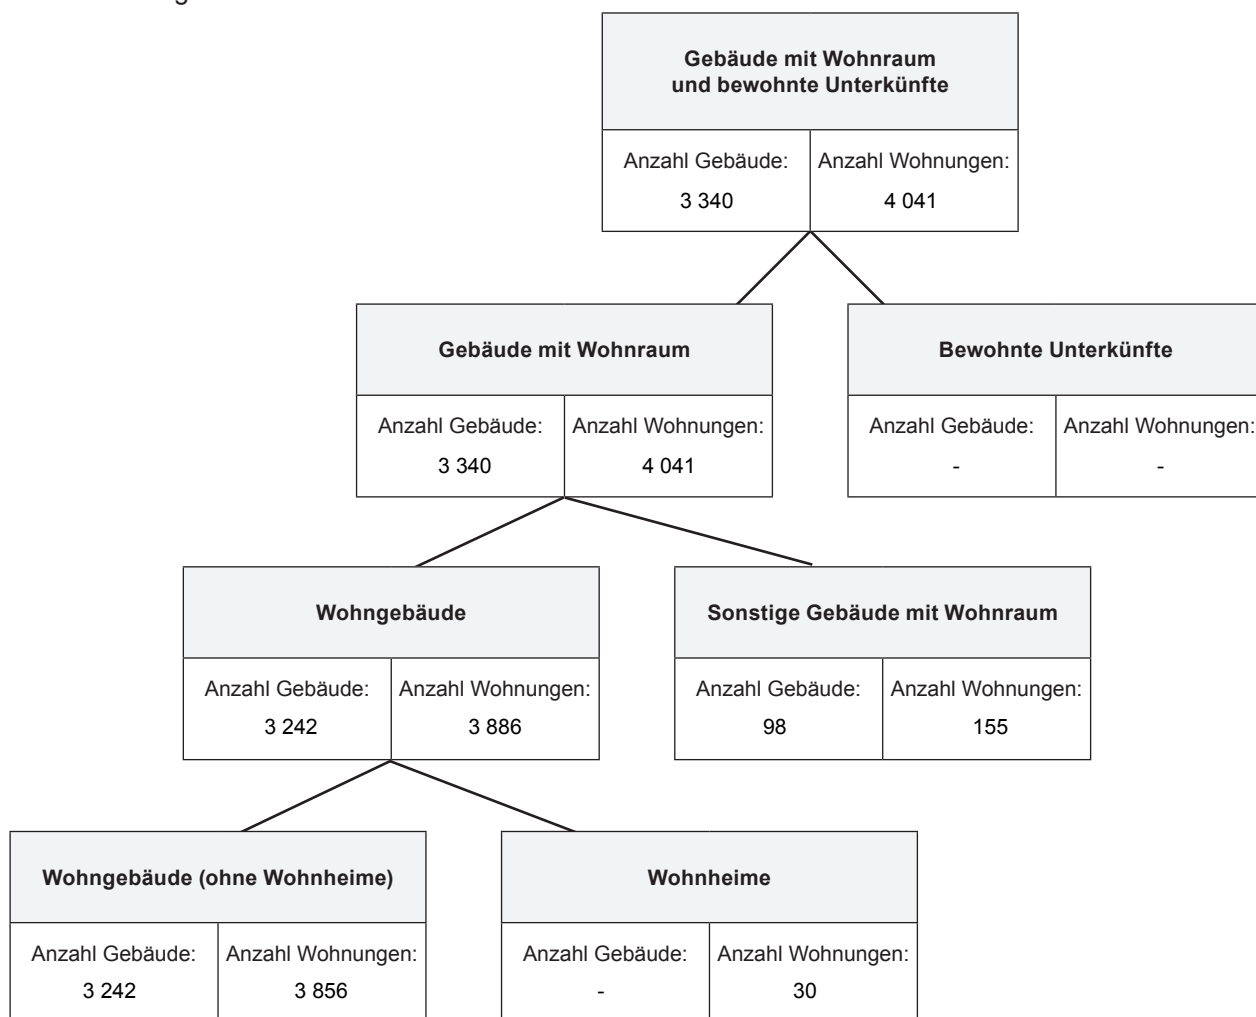 Gebäude mit Wohnraum
und bewohnte Unterkünfte
Anzahl Gebäude: Anzahl Wohnungen:
3 340 4 041
Gebäude mit Wohnraum Bewohnte Unterkünfte
Anzahl Gebäude: Anzahl Wohnungen: Anzahl Gebäude: Anzahl Wohnungen:
3 340 4 041 - -
Wohngebäude Sonstige Gebäude mit Wohnraum
Anzahl Gebäude: Anzahl Wohnungen: Anzahl Gebäude: Anzahl Wohnungen:
3 242 3 886 98 155
Wohngebäude (ohne Wohnheime) Wohnheime
Anzahl Gebäude: Anzahl Wohnungen: Anzahl Gebäude: Anzahl Wohnungen:
3 242 3 856 - 30